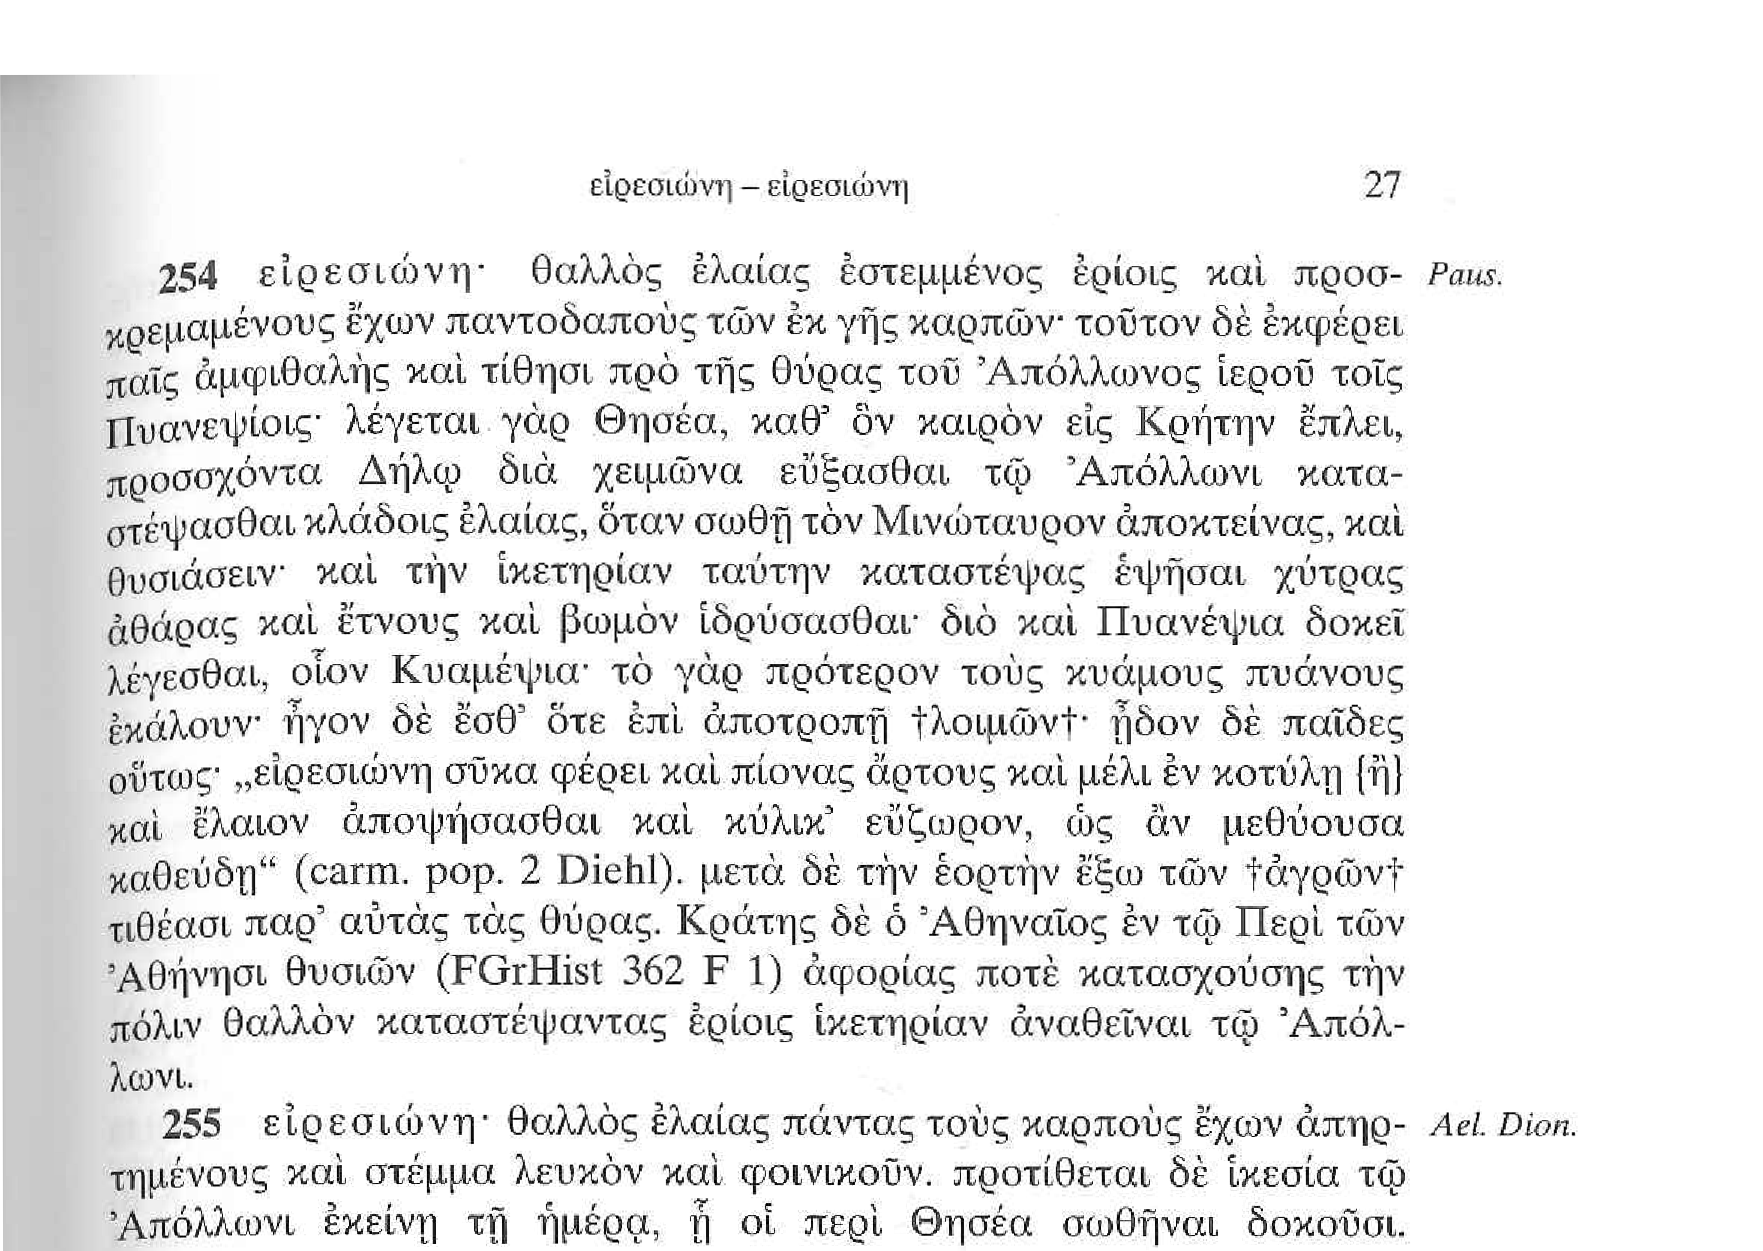 εἰρεσιώνη – εἰρεσιώνη 27
254 εἰρεσιώνη· θαλλὸς ἐλαίας ἐστεμμένος ἐρίοις καὶ προσ- Paus.
κρεμαμένους ἔχων παντοδαποὺς τῶν ἐκ γῆς καρπῶν· τοῦτον δὲ ἐκφέρει
παῖς ἀμφιθαλὴς καὶ τίθησι πρὸ τῆς θύρας τοῦ Ἀπόλλωνος ἱεροῦ τοῖς
Πυανεψίοις· λέγεται γὰρ Θησέα, καθ’ ὃν καιρὸν εἰς Κρήτην ἔπλει,
προσσχόντα Δήλῳ διὰ χειμῶνα εὔξασθαι τῷ Ἀπόλλωνι κατα-
στέψασθαι κλάδοις ἐλαίας, ὅταν σωθῇ τὸν Μινώταυρον ἀποκτείνας, καὶ
θυσιάσειν· καὶ τὴν ἱκετηρίαν ταύτην καταστέψας ἑψῆσαι χύτρας
ἀθάρας καὶ ἔτνους καὶ βωμὸν ἱδρύσασθαι· διὸ καὶ Πυανέψια δοκεῖ
λέγεσθαι, οἷον Κυαμέψια· τὸ γὰρ πρότερον τοὺς κυάμους πυάνους
ἐκάλουν· ἦγον δὲ ἔσθ’ ὅτε ἐπὶ ἀποτροπῇ †λοιμῶν†· ᾖδον δὲ παῖδες
οὕτως· „εἰρεσιώνη σῦκα φέρει καὶ πίονας ἄρτους καὶ μέλι ἐν κοτύλῃ {ἢ}
καὶ ἔλαιον ἀποψήσασθαι καὶ κύλικ’ εὔζωρον, ὡς ἂν μεθύουσα
καθεύδῃ“ (carm. pop. 2 Diehl). μετὰ δὲ τὴν ἑορτὴν ἔξω τῶν †ἀγρῶν†
τιθέασι παρ’ αὐτὰς τὰς θύρας. Κράτης δὲ ὁ Ἀθηναῖος ἐν τῷ Περὶ τῶν
Ἀθήνησι θυσιῶν (FGrHist 362 F 1) ἀφορίας ποτὲ κατασχούσης τὴν
πόλιν θαλλὸν καταστέψαντας ἐρίοις ἱκετηρίαν ἀναθεῖναι τῷ Ἀπόλ-
λωνι.
255 εἰρεσιώνη· θαλλὸς ἐλαίας πάντας τοὺς καρποὺς ἔχων ἀπηρ- Ael. Dion.
τημένους καὶ στέμμα λευκὸν καὶ φοινικοῦν. προτίθεται δὲ ἱκεσία τῷ
Ἀπόλλωνι ἐκείνῃ τῇ ἡμέρᾳ, ᾗ οἱ περὶ Θησέα σωθῆναι δοκοῦσι.